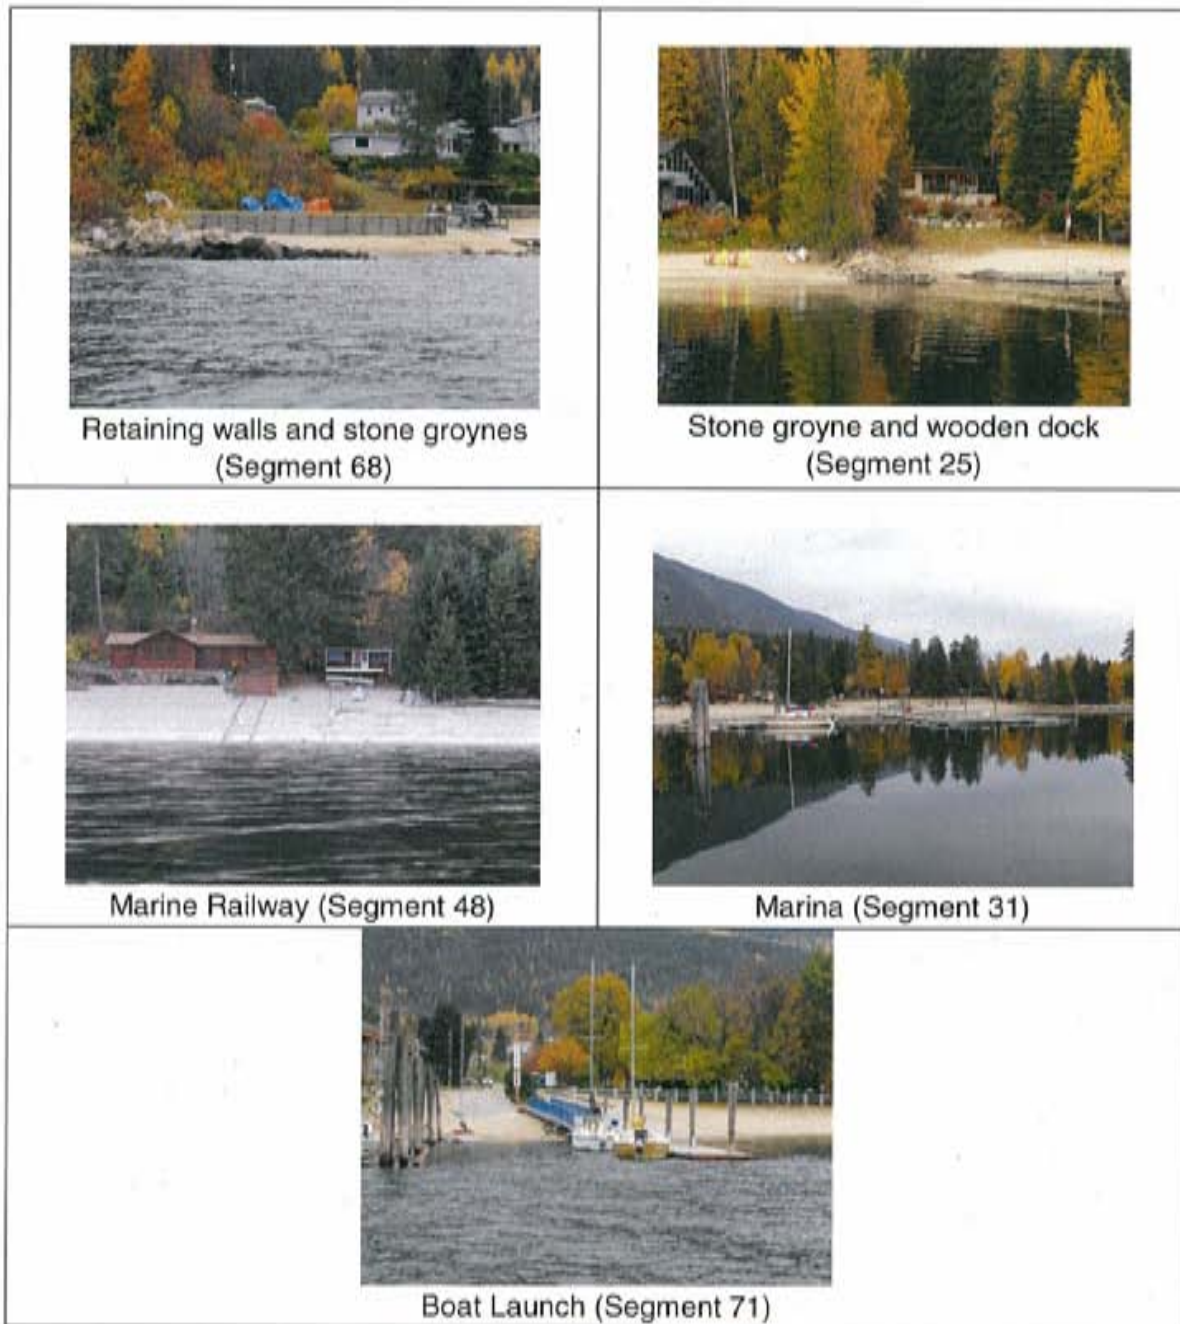 Retaining walls and stone groynes
(Segment 68)
Stone groyne and wooden dock
(Segment 25)
Marine Railway (Segment 48)
Marina (Segment 31)
Boat Launch (Segment 71)